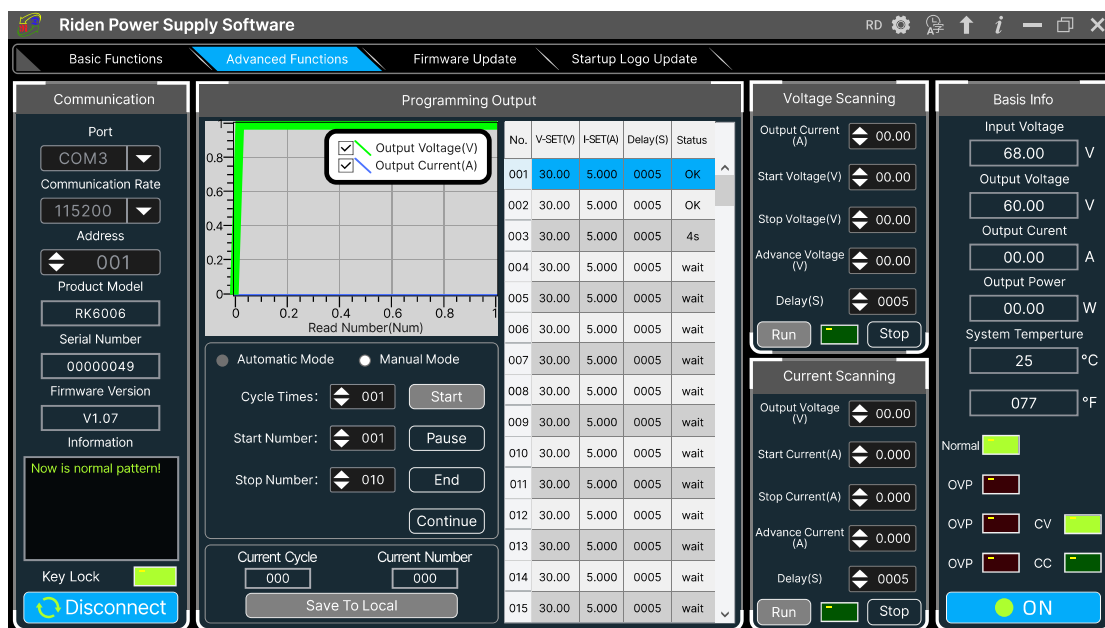 Riden Power Supply Software
RD
Basic Functions
Advanced Functions
Firmware Update
Startup Logo Update
Communication
Port
COM3
Communication Rate
115200
Address
001
Product Model
RK6006
Serial Number
00000049
Firmware Version
V1.07
Information
Now is normal pattern!
Key Lock
Disconnect
Programming Output
Output Voltage(V)
Output Current(A)
1
0.8
0.6
0.4
0.2
0
0 0.2 0.4 0.6 0.8 1
Read Number(Num)
Automatic Mode
Manual Mode
Cycle Times: 001 Start
Start Number: 001 Pause
Stop Number: 010 End
Continue
Current Cycle Current Number
000 000
Save To Local
No. V-SET(V) I-SET(A) Delay(S) Status
001 30.00 5.000 0005 OK
002 30.00 5.000 0005 OK
003 30.00 5.000 0005 4s
004 30.00 5.000 0005 wait
005 30.00 5.000 0005 wait
006 30.00 5.000 0005 wait
007 30.00 5.000 0005 wait
008 30.00 5.000 0005 wait
009 30.00 5.000 0005 wait
010 30.00 5.000 0005 wait
011 30.00 5.000 0005 wait
012 30.00 5.000 0005 wait
013 30.00 5.000 0005 wait
014 30.00 5.000 0005 wait
015 30.00 5.000 0005 wait
Voltage Scanning
Output Current
(A)
00.00
Start Voltage(V) 00.00
Stop Voltage(V) 00.00
Advance Voltage
(V)
00.00
Delay(S) 0005
Run Stop
Current Scanning
Output Voltage
(V)
00.00
Start Current(A) 0.000
Stop Current(A) 0.000
Advance Current
(A)
0.000
Delay(S) 0005
Run Stop
Basis Info
Input Voltage
68.00 V
Output Voltage
60.00 V
Output Curent
00.00 A
Output Power
00.00 W
System Temperture
25 °C
077 °F
Normal
OVP
OVP CV
OVP CC
ON